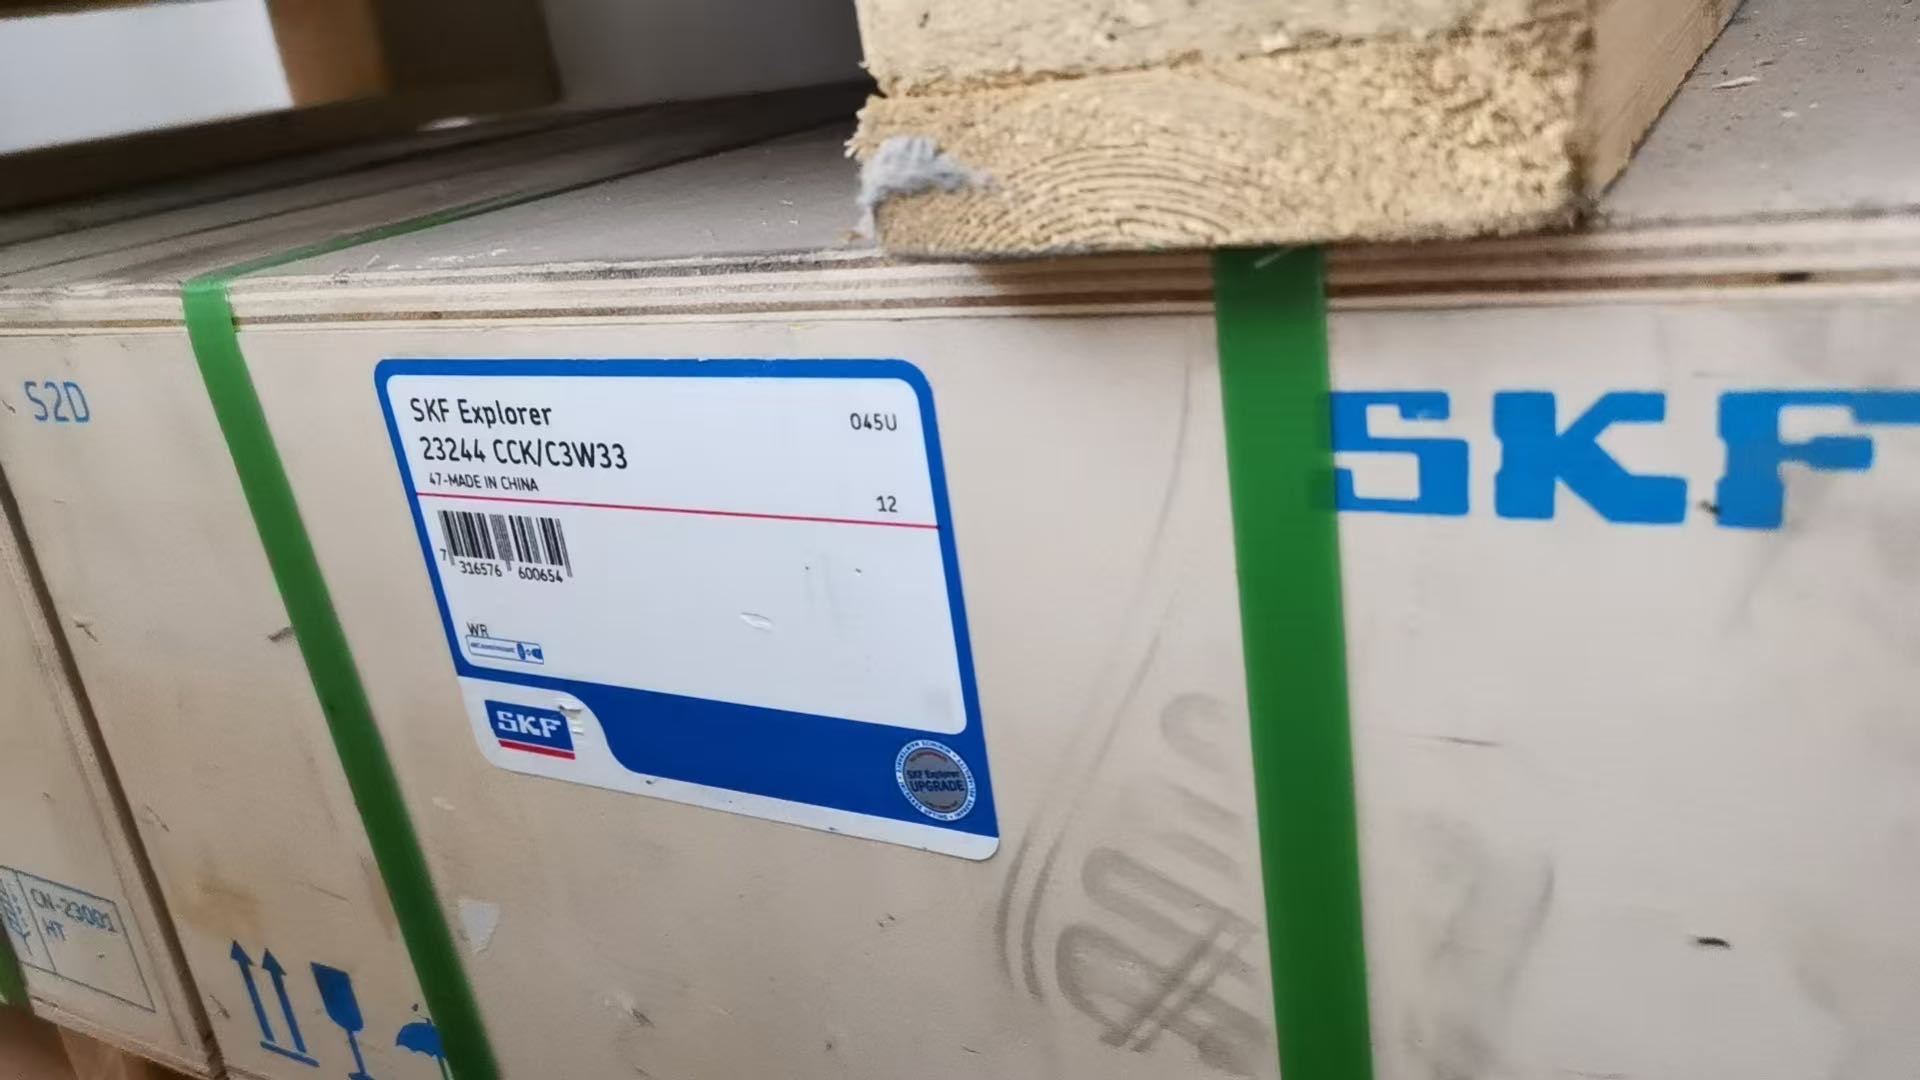 S2D
SKF Explorer
045U
23244 CCK/C3W33
47-MADE IN CHINA
12
7 316576 600654
WR
SKF
SKF Explorer
UPGRADE
SKF
CN-23001
HT